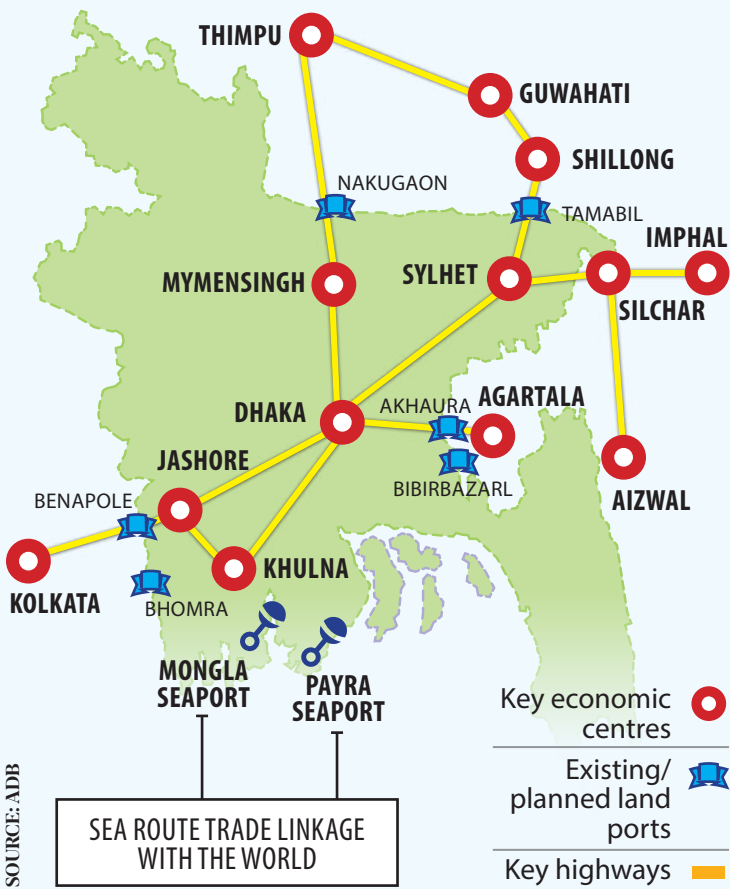 THIMPU
GUWAHATI
SHILLONG
NAKUGAON
TAMABIL
IMPHAL
MYMENSINGH
SYLHET
SILCHAR
DHAKA
AKHAURA
AGARTALA
JASHORE
BIBIRBAZARL
AIZWAL
BENAPOLE
KHULNA
KOLKATA
BHOMRA
MONGLA
SEAPORT
PAYRA
SEAPORT
SEA ROUTE TRADE LINKAGE
WITH THE WORLD
Key economic
centres
Existing/
planned land
ports
Key highways
SOURCE: ADB